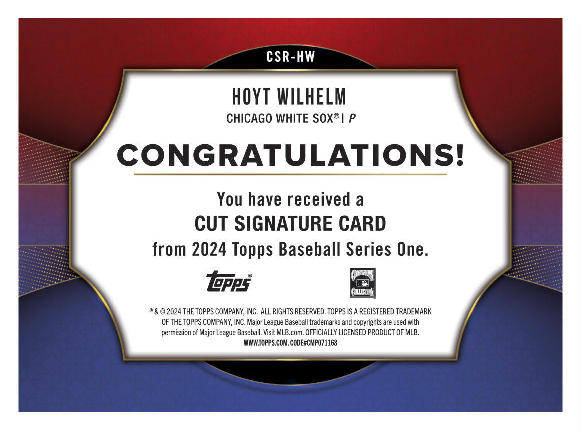 CSR-HW
HOYT WILHELM
CHICAGO WHITE SOX® | P
CONGRATULATIONS!
You have received a
CUT SIGNATURE CARD
from 2024 Topps Baseball Series One.
topps®
® & © 2024 THE TOPPS COMPANY, INC. ALL RIGHTS RESERVED. TOPPS IS A REGISTERED TRADEMARK
OF THE TOPPS COMPANY, INC. Major League Baseball trademarks and copyrights are used with
permission of Major League Baseball. Visit MLB.com. OFFICIALLY LICENSED PRODUCT OF MLB.
WWW.TOPPS.COM. CODE#CMP071168